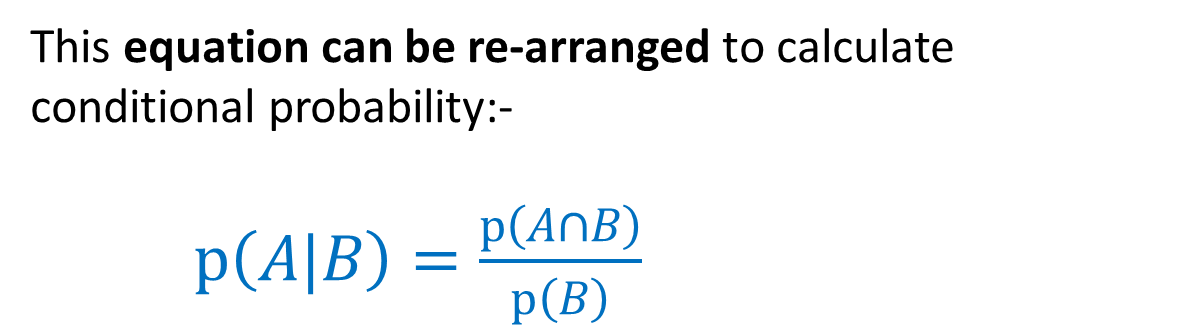 This equation can be re-arranged to calculate
conditional probability:-
p(A|B) = p(A∩B)
p(B)